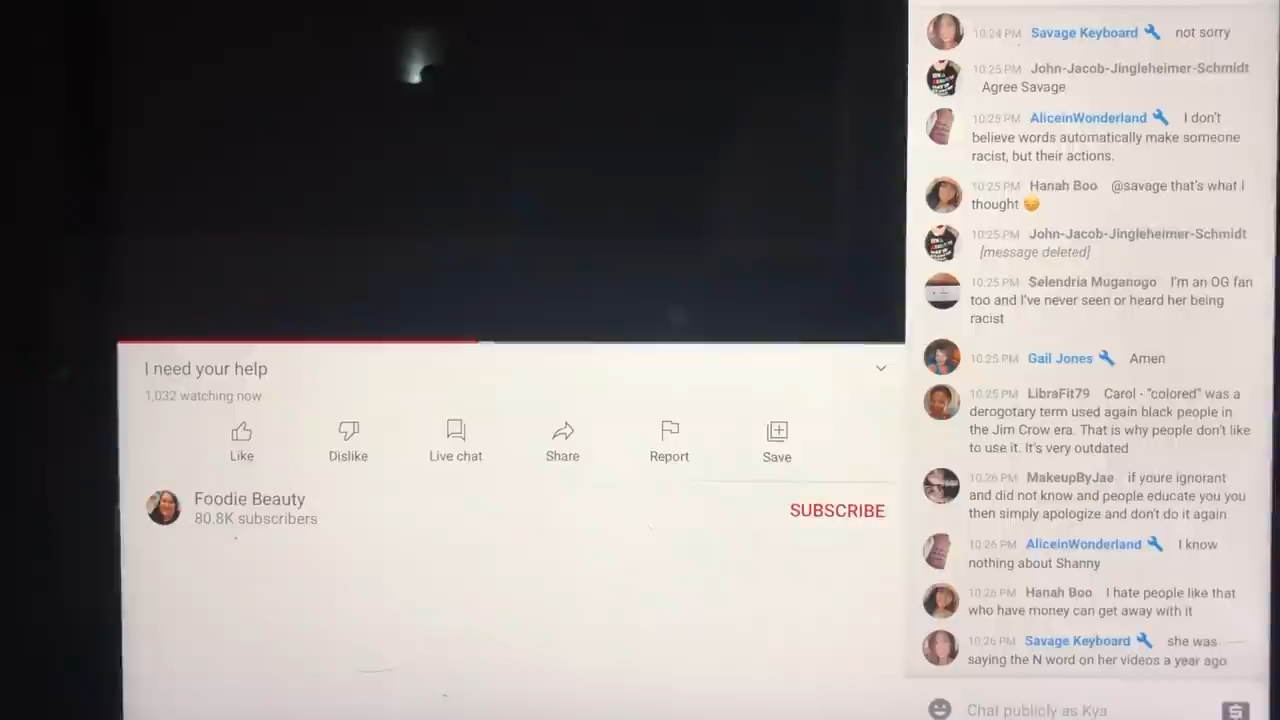 I need your help
1,032 watching now
Like
Dislike
Live chat
Share
Report
Save
Foodie Beauty
80.8K subscribers
SUBSCRIBE
10:24 PM Savage Keyboard not sorry
10:25 PM John-Jacob-Jingleheimer-Schmidt
Agree Savage
10:25 PM AliceinWonderland I don't
believe words automatically make someone
racist, but their actions.
10:25 PM Hanah Boo @savage that's what I
thought
10:25 PM John-Jacob-Jingleheimer-Schmidt
[message deleted]
10:25 PM Selendria Muganogo I'm an OG fan
too and I've never seen or heard her being
racist
10:25 PM Gail Jones Amen
10:25 PM LibraFit79 Carol - "colored" was a
derogotary term used again black people in
the Jim Crow era. That is why people don't like
to use it. It's very outdated
10:26 PM MakeupByJae if youre ignorant
and did not know and people educate you you
then simply apologize and don't do it again
10:26 PM AliceinWonderland I know
nothing about Shanny
10:26 PM Hanah Boo I hate people like that
who have money can get away with it
10:26 PM Savage Keyboard she was
saying the N word on her videos a year ago
Chat publicly as Kya